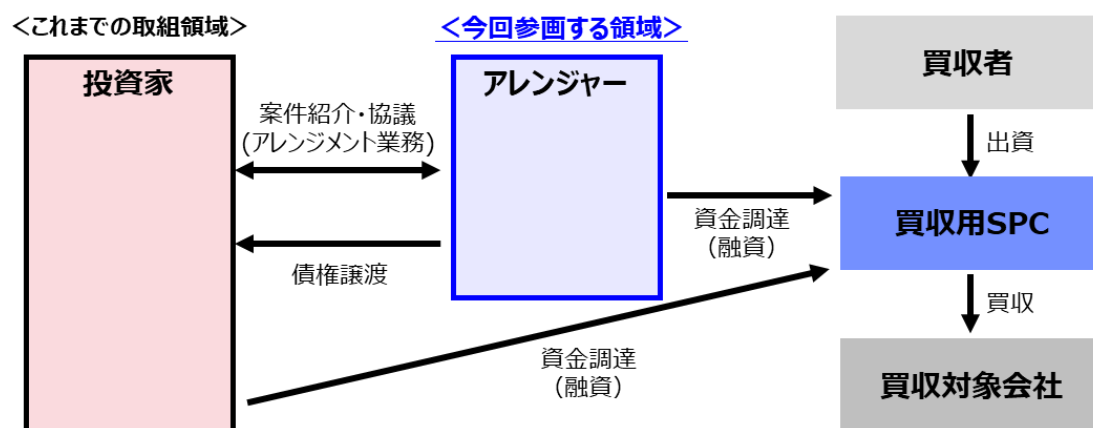 ＜これまでの取組領域＞
＜今回参画する領域＞
投資家
アレンジャー
買収者
案件紹介・協議
(アレンジメント業務)
出資
資金調達
(融資)
買収用SPC
債権譲渡
買収
資金調達
(融資)
買収対象会社